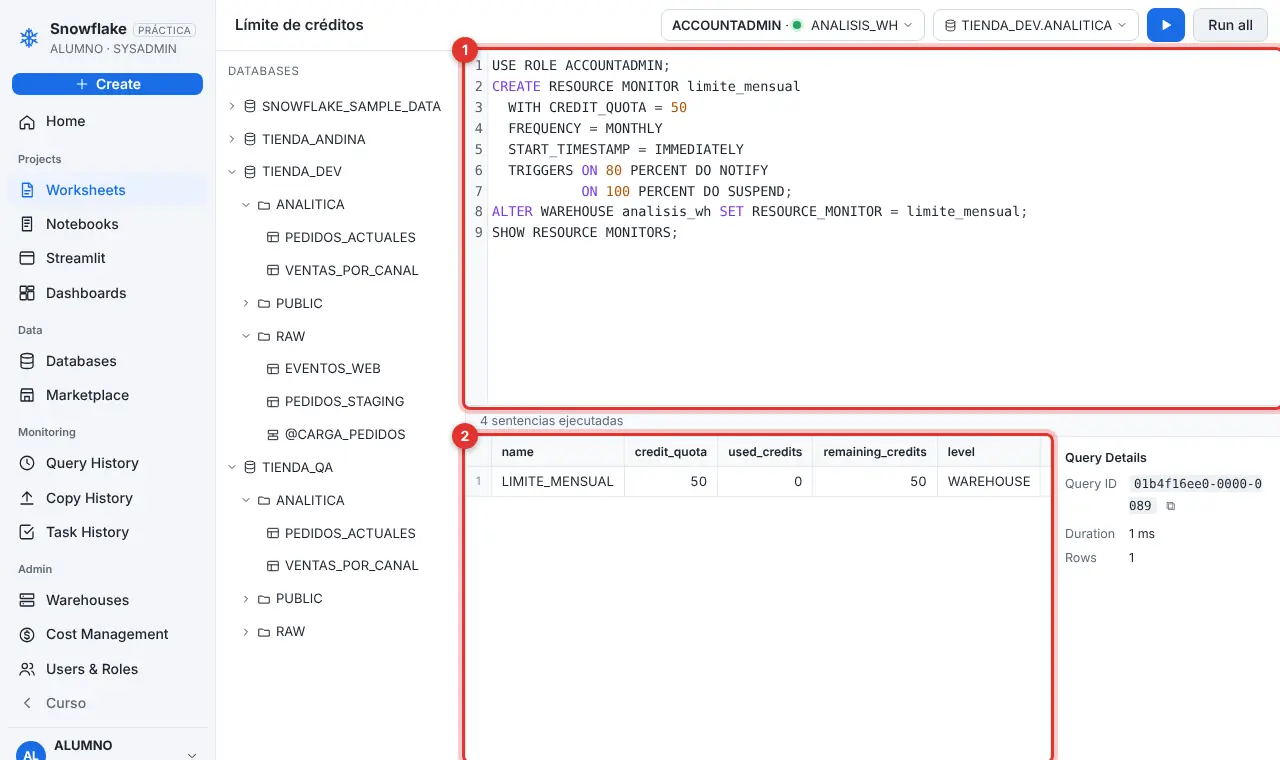 Snowflake PRÁCTICA
ALUMNO · SYSADMIN
+ Create
Home
Projects
Worksheets
Notebooks
Streamlit
Dashboards
Data
Databases
Marketplace
Monitoring
Query History
Copy History
Task History
Admin
Warehouses
Cost Management
Users & Roles
Curso
AL ALUMNO
Límite de créditos
ACCOUNTADMIN · ANALISIS_WH
TIENDA_DEV.ANALITICA
Run all
DATABASES
SNOWFLAKE_SAMPLE_DATA
TIENDA_ANDINA
TIENDA_DEV
ANALITICA
PEDIDOS_ACTUALES
VENTAS_POR_CANAL
PUBLIC
RAW
EVENTOS_WEB
PEDIDOS_STAGING
@CARGA_PEDIDOS
TIENDA_QA
ANALITICA
PEDIDOS_ACTUALES
VENTAS_POR_CANAL
PUBLIC
RAW
1
1 USE ROLE ACCOUNTADMIN;
2 CREATE RESOURCE MONITOR limite_mensual
3 WITH CREDIT_QUOTA = 50
4 FREQUENCY = MONTHLY
5 START_TIMESTAMP = IMMEDIATELY
6 TRIGGERS ON 80 PERCENT DO NOTIFY
7 ON 100 PERCENT DO SUSPEND;
8 ALTER WAREHOUSE analisis_wh SET RESOURCE_MONITOR = limite_mensual;
9 SHOW RESOURCE MONITORS;
4 sentencias ejecutadas
2
name credit_quota used_credits remaining_credits level
1 LIMITE_MENSUAL 50 0 50 WAREHOUSE
Query Details
Query ID 01b4f16ee0-0000-0
089
Duration 1 ms
Rows 1